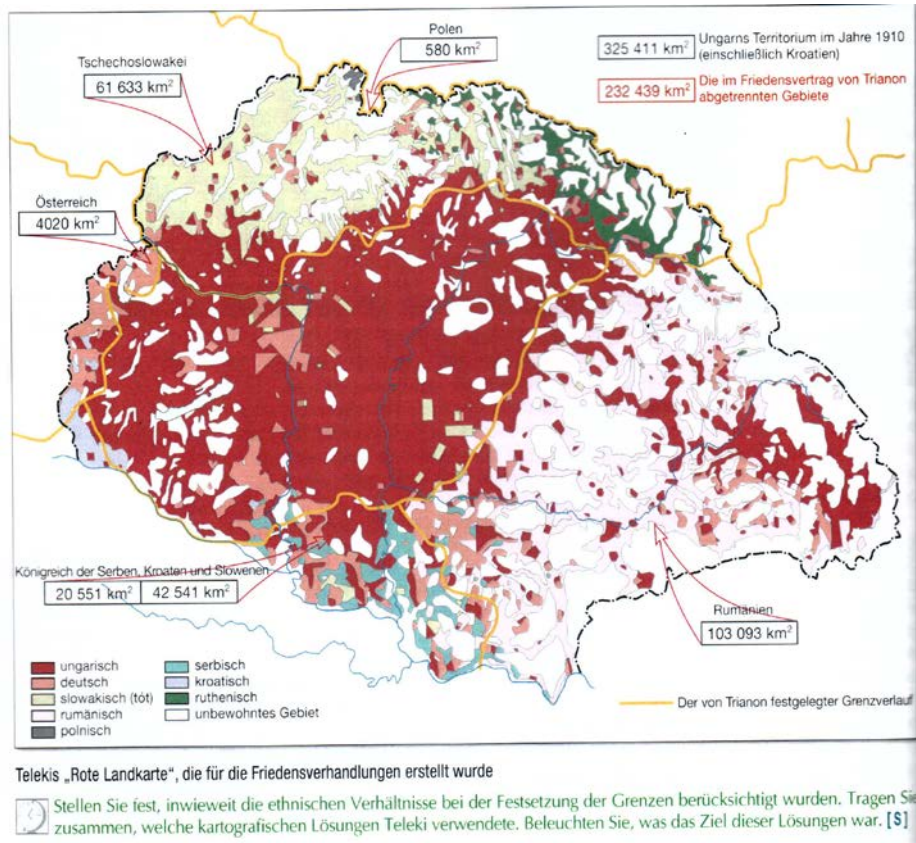 Polen
580 km²
Tschechoslowakei
61 633 km²
325 411 km²
Ungarns Territorium im Jahre 1910
(einschließlich Kroatien)
232 439 km²
Die im Friedensvertrag von Trianon
abgetrennten Gebiete
Österreich
4020 km²
Königreich der Serben, Kroaten und Slowenen
20 551 km²
42 541 km²
Rumänien
103 093 km²
ungarisch
deutsch
slowakisch (tót)
rumänisch
polnisch
serbisch
kroatisch
ruthenisch
unbewohntes Gebiet
Der von Trianon festgelegter Grenzverlauf
Telekis „Rote Landkarte", die für die Friedensverhandlungen erstellt wurde
Stellen Sie fest, inwieweit die ethnischen Verhältnisse bei der Festsetzung der Grenzen berücksichtigt wurden. Tragen Sie
zusammen, welche kartografischen Lösungen Teleki verwendete. Beleuchten Sie, was das Ziel dieser Lösungen war. [S]